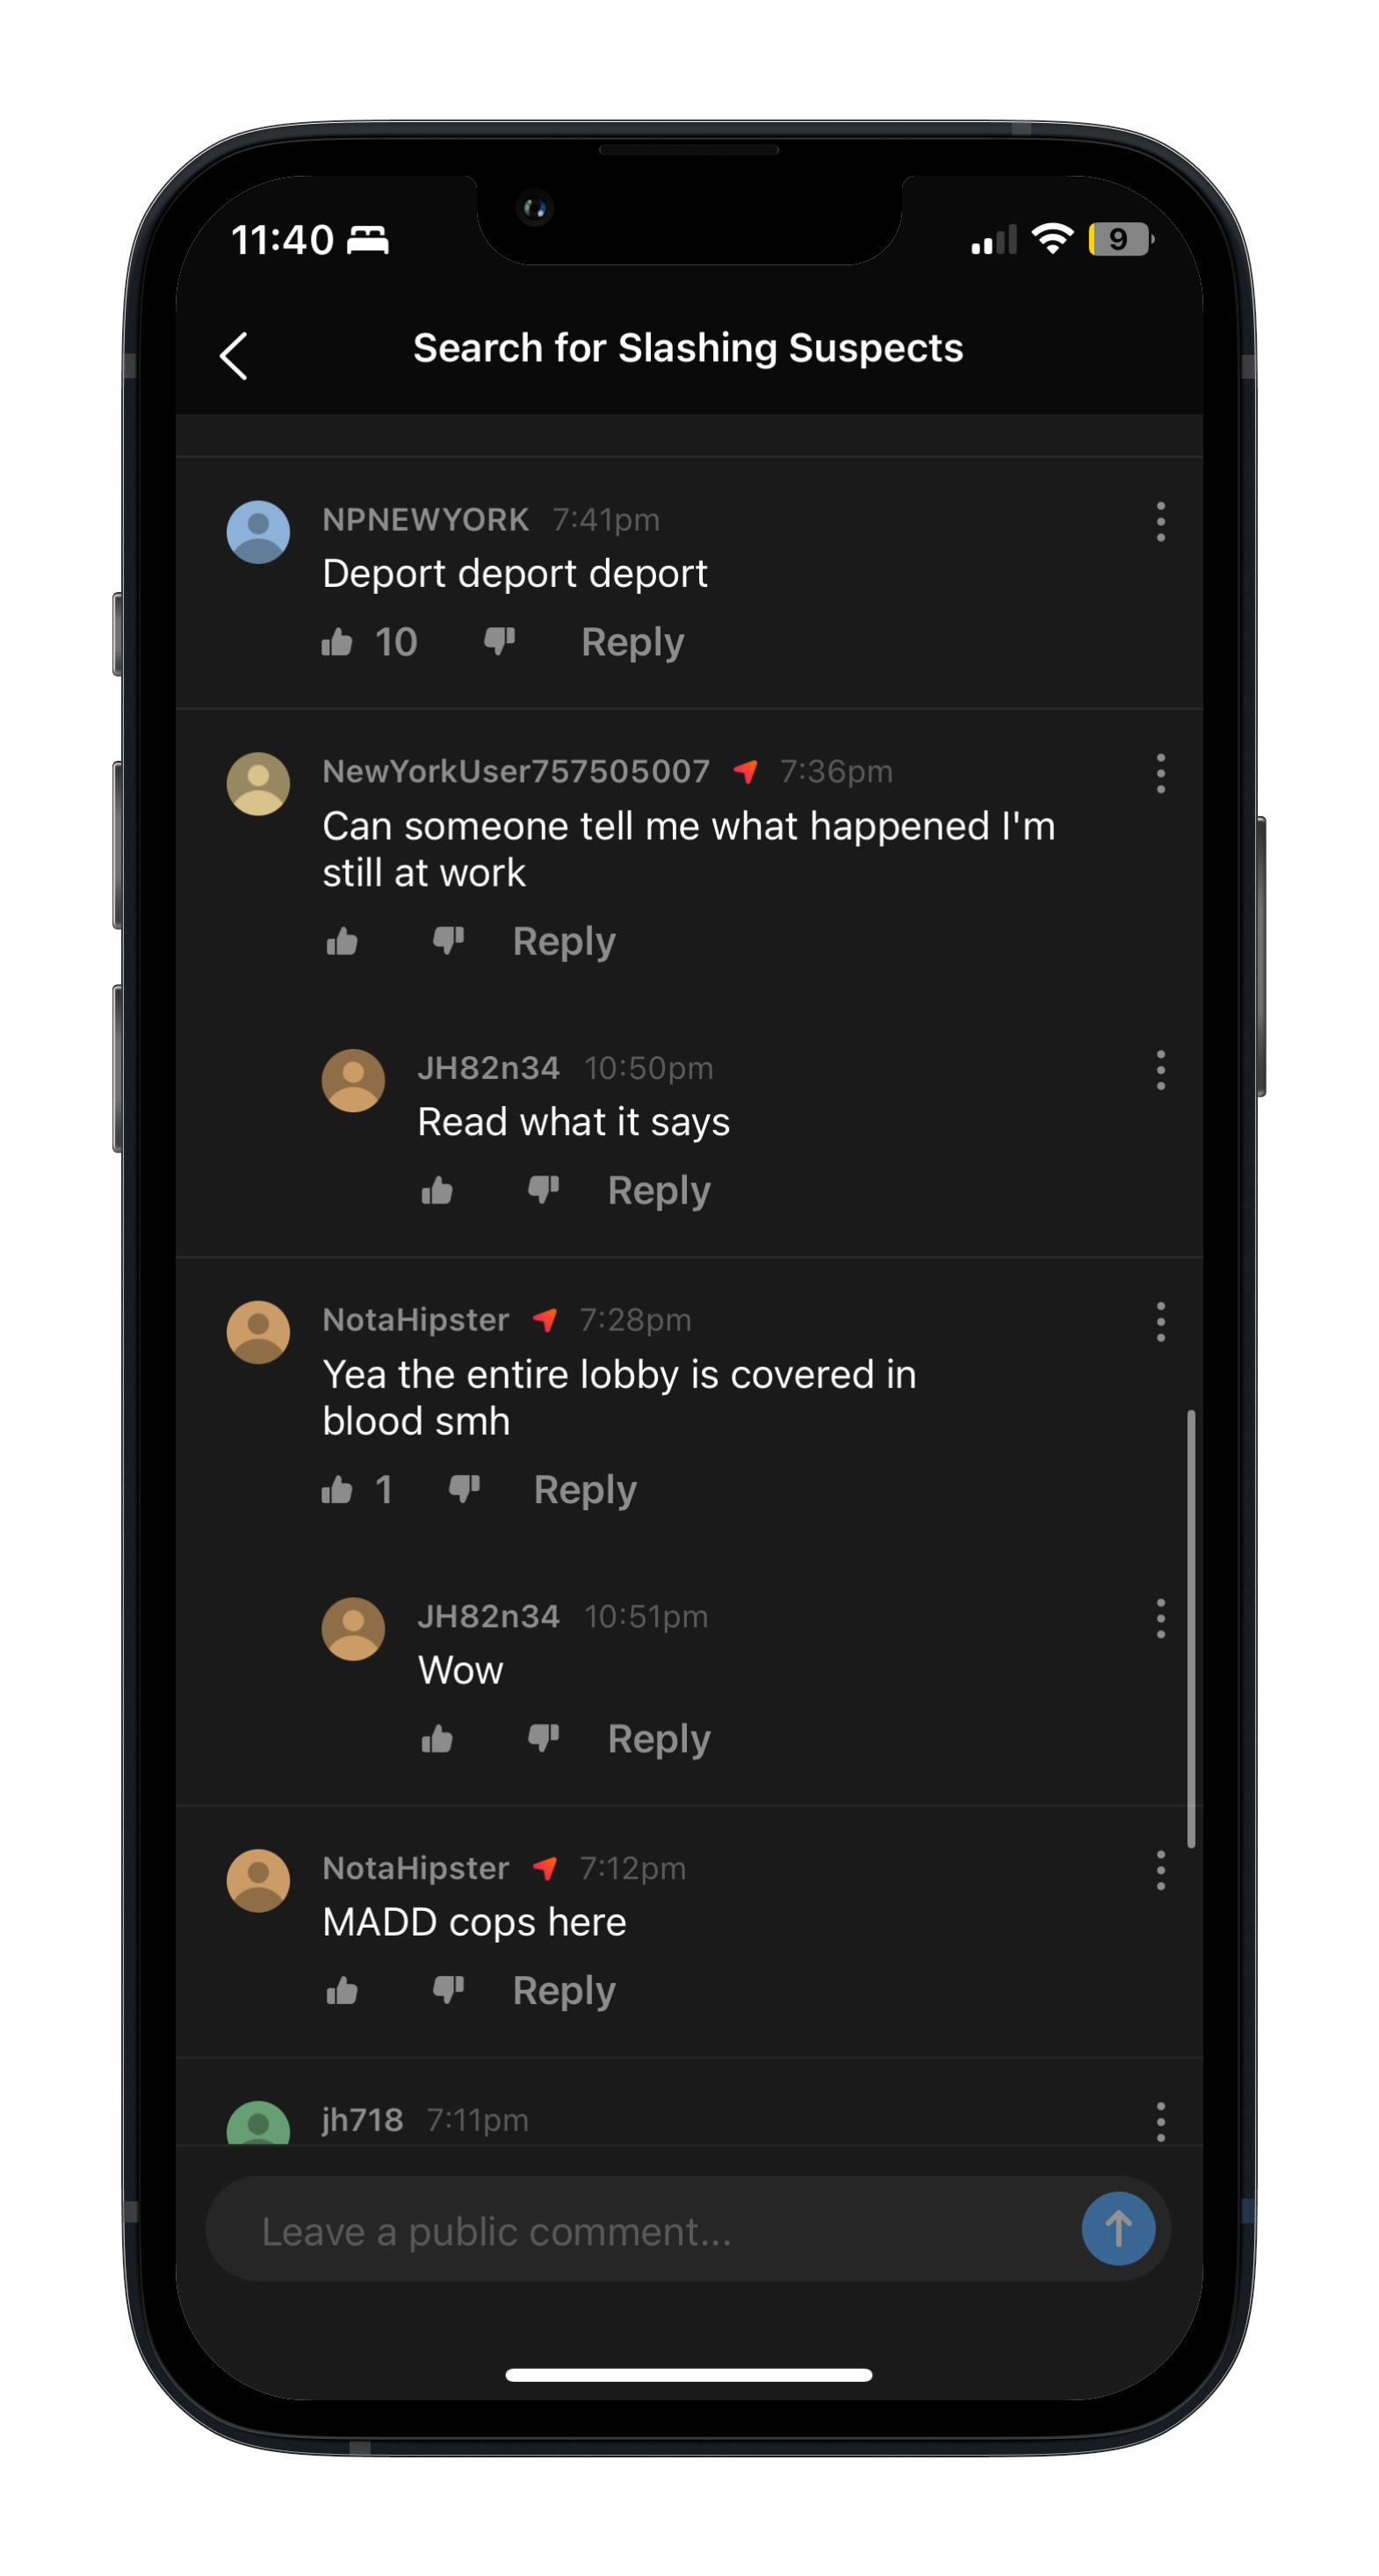 11:40
9
Search for Slashing Suspects
NPNEWYORK 7:41pm
Deport deport deport
10 Reply
NewYorkUser757505007 7:36pm
Can someone tell me what happened I'm
still at work
Reply
JH82n34 10:50pm
Read what it says
Reply
NotaHipster 7:28pm
Yea the entire lobby is covered in
blood smh
1 Reply
JH82n34 10:51pm
Wow
Reply
NotaHipster 7:12pm
MADD cops here
Reply
jh718 7:11pm
Leave a public comment...